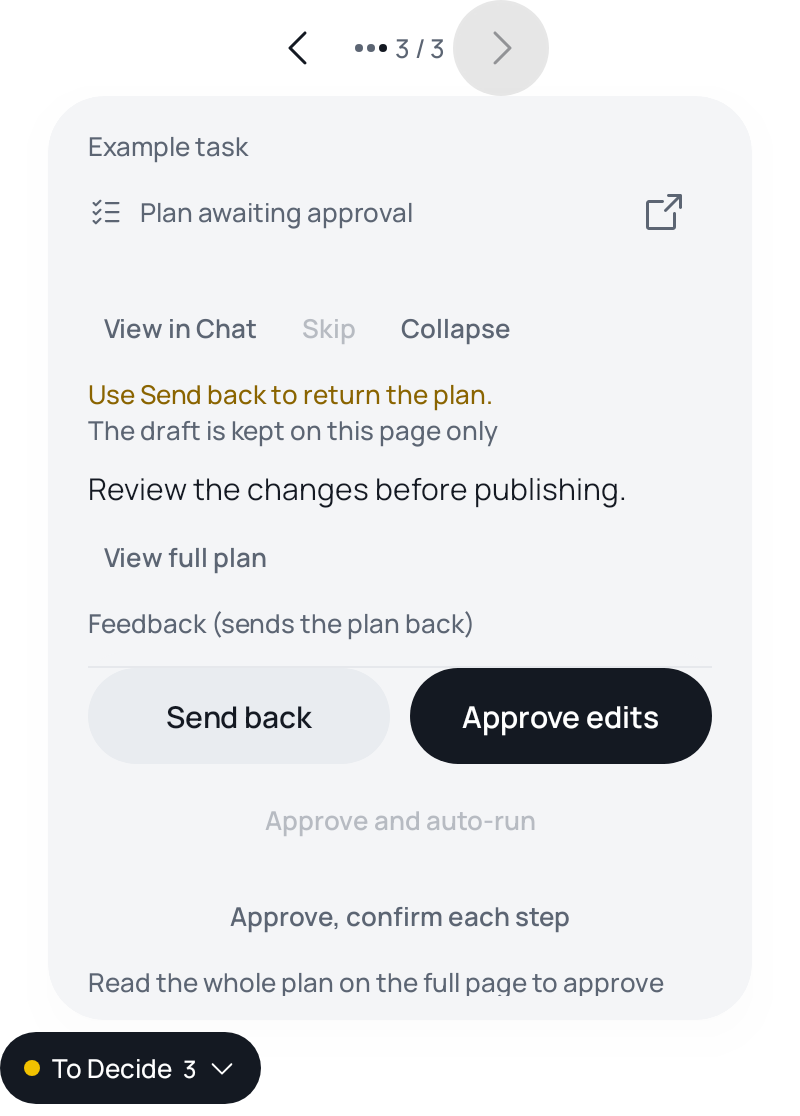 3 / 3
Example task
Plan awaiting approval
View in Chat Skip Collapse
Use Send back to return the plan.
The draft is kept on this page only
Review the changes before publishing.
View full plan
Feedback (sends the plan back)
Send back Approve edits
Approve and auto-run
Approve, confirm each step
Read the whole plan on the full page to approve
To Decide 3